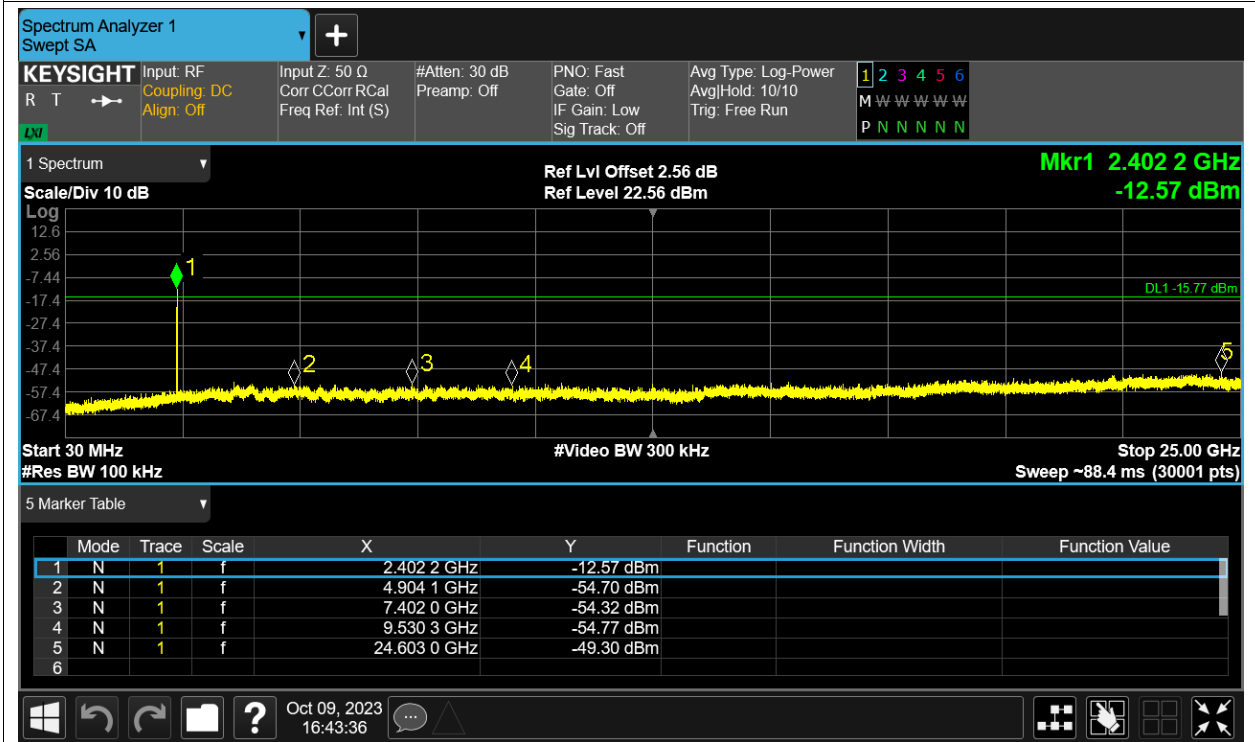 Spectrum Analyzer 1
Swept SA
+
KEYSIGHT
R T
LXI
Input: RF
Coupling: DC
Align: Off
Input Z: 50 Ω
Corr CCorr RCal
Freq Ref: Int (S)
#Atten: 30 dB
Preamp: Off
PNO: Fast
Gate: Off
IF Gain: Low
Sig Track: Off
Avg Type: Log-Power
Avg|Hold: 10/10
Trig: Free Run
1 2 3 4 5 6
M W W W W W
P N N N N N
1 Spectrum
Scale/Div 10 dB
Ref Lvl Offset 2.56 dB
Ref Level 22.56 dBm
Mkr1 2.402 2 GHz
-12.57 dBm
Log
12.6
2.56
-7.44
-17.4
-27.4
-37.4
-47.4
-57.4
-67.4
1
2
3
4
5
DL1 -15.77 dBm
Start 30 MHz
#Res BW 100 kHz
#Video BW 300 kHz
Stop 25.00 GHz
Sweep ~88.4 ms (30001 pts)
5 Marker Table
Mode Trace Scale X Y Function Function Width Function Value
1 N 1 f 2.402 2 GHz -12.57 dBm
2 N 1 f 4.904 1 GHz -54.70 dBm
3 N 1 f 7.402 0 GHz -54.32 dBm
4 N 1 f 9.530 3 GHz -54.77 dBm
5 N 1 f 24.603 0 GHz -49.30 dBm
6
?
Oct 09, 2023
16:43:36